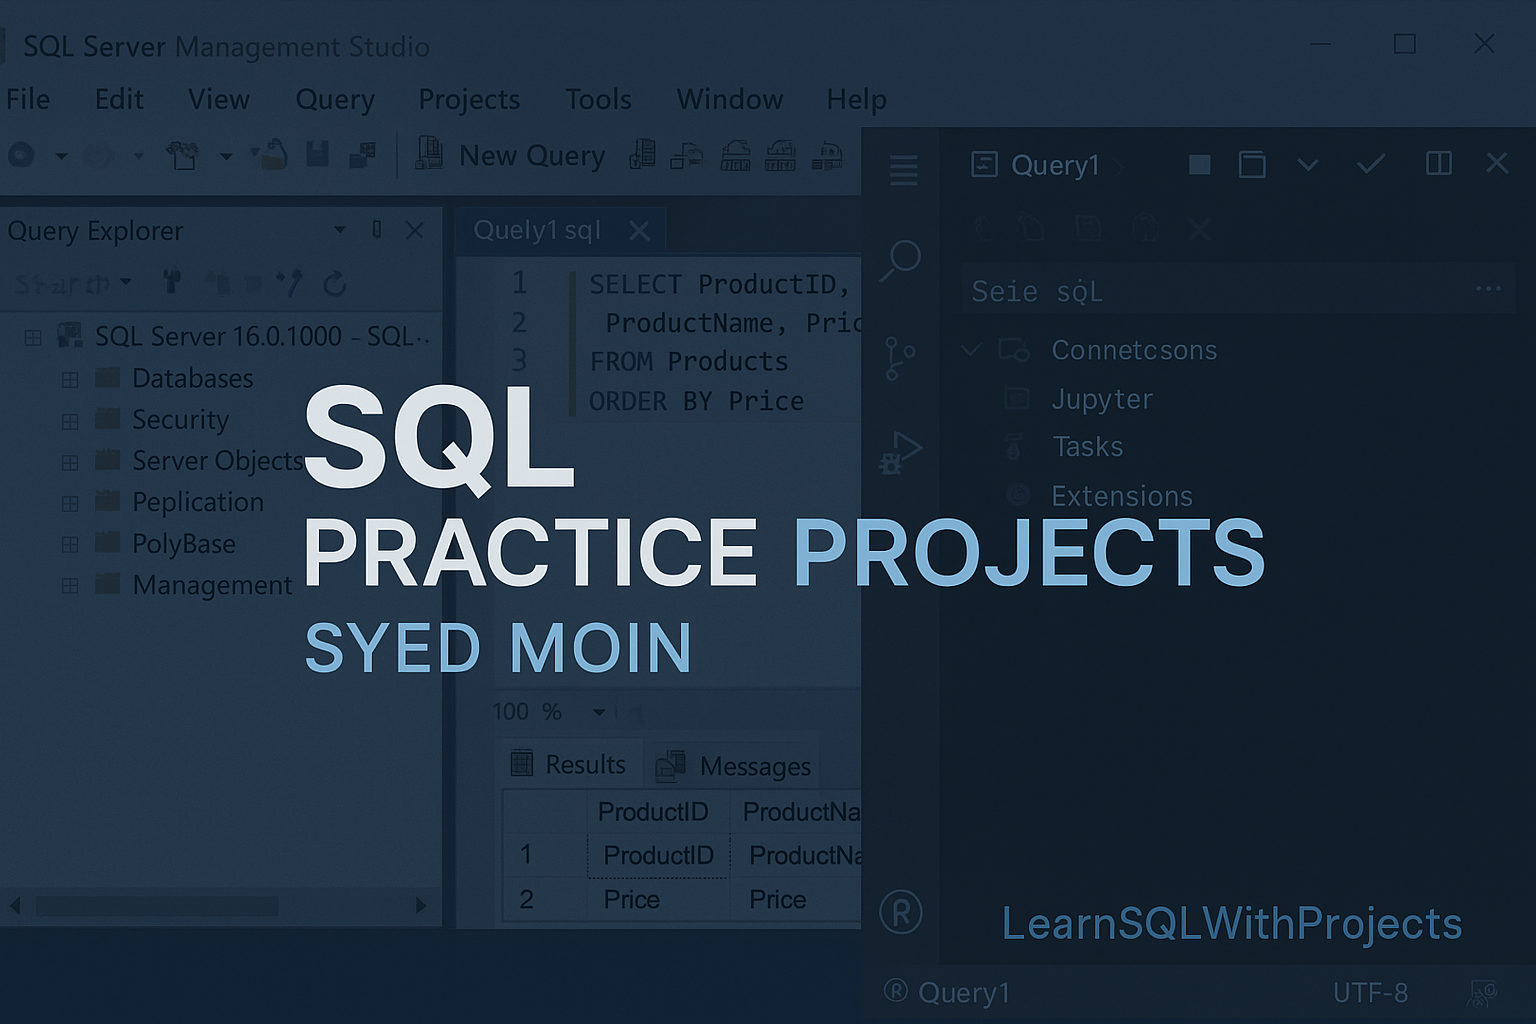 SQL Server Management Studio
File Edit View Query Projects Tools Window Help
New Query
Query Explorer
SQL Server 16.0.1000 - SQL..
Databases
Security
Server Objects
Peplication
PolyBase
Management
Quely1 sql
1 SELECT ProductID,
2 ProductName, Pric
3 FROM Products
ORDER BY Price
100 %
Results Messages
ProductID ProductNa
1 ProductID ProductNa
2 Price Price
Query1
Seie sqL
Connetcsons
Jupyter
Tasks
Extensions
SQL
PRACTICE PROJECTS
SYED MOIN
LearnSQLWithProjects
Query1 UTF-8